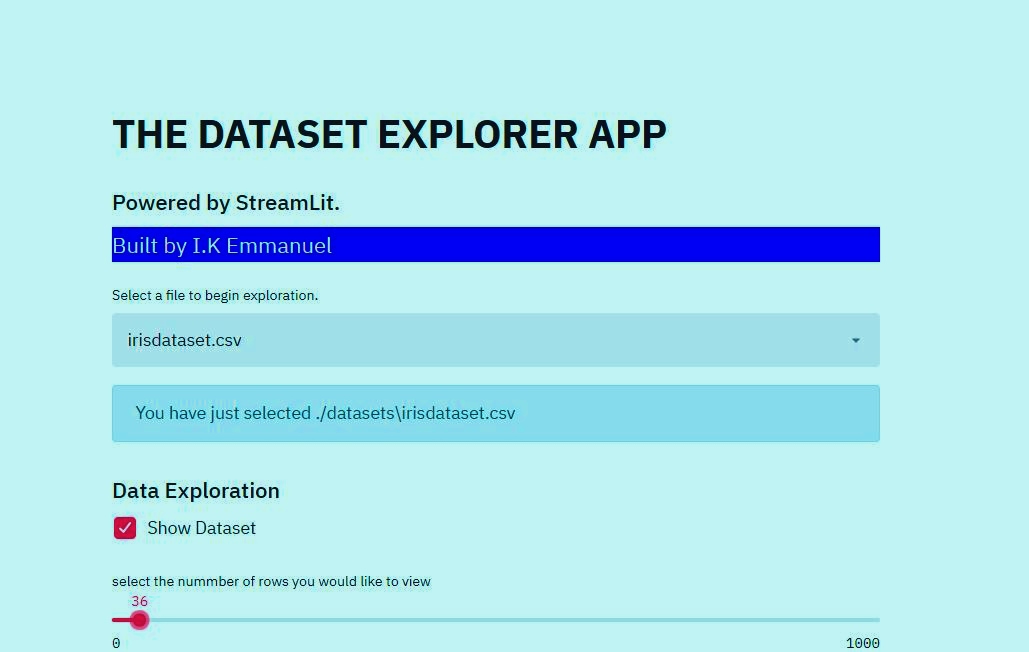 THE DATASET EXPLORER APP
Powered by StreamLit.
Built by I.K Emmanuel
Select a file to begin exploration.
irisdataset.csv
You have just selected ./datasets\irisdataset.csv
Data Exploration
Show Dataset
select the nummber of rows you would like to view
36
0 1000